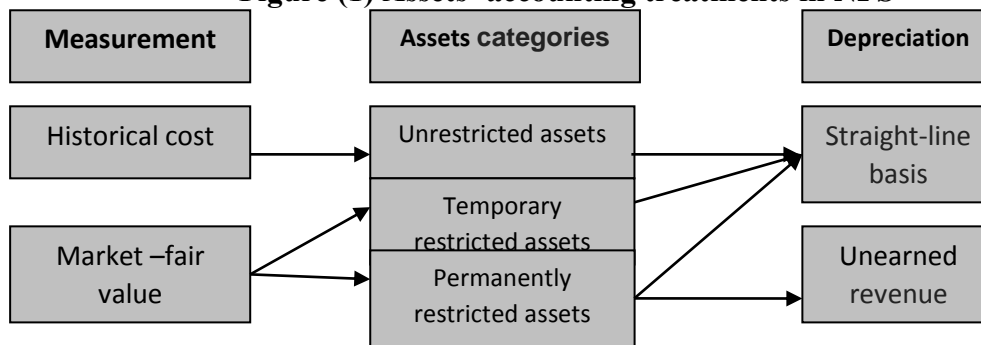 Figure (1) Assets' accounting treatments in NPS
Measurement
Assets categories
Depreciation
Historical cost
Unrestricted assets
Straight-line
basis
Temporary
restricted assets
Market –fair
value
Permanently
restricted assets
Unearned
revenue